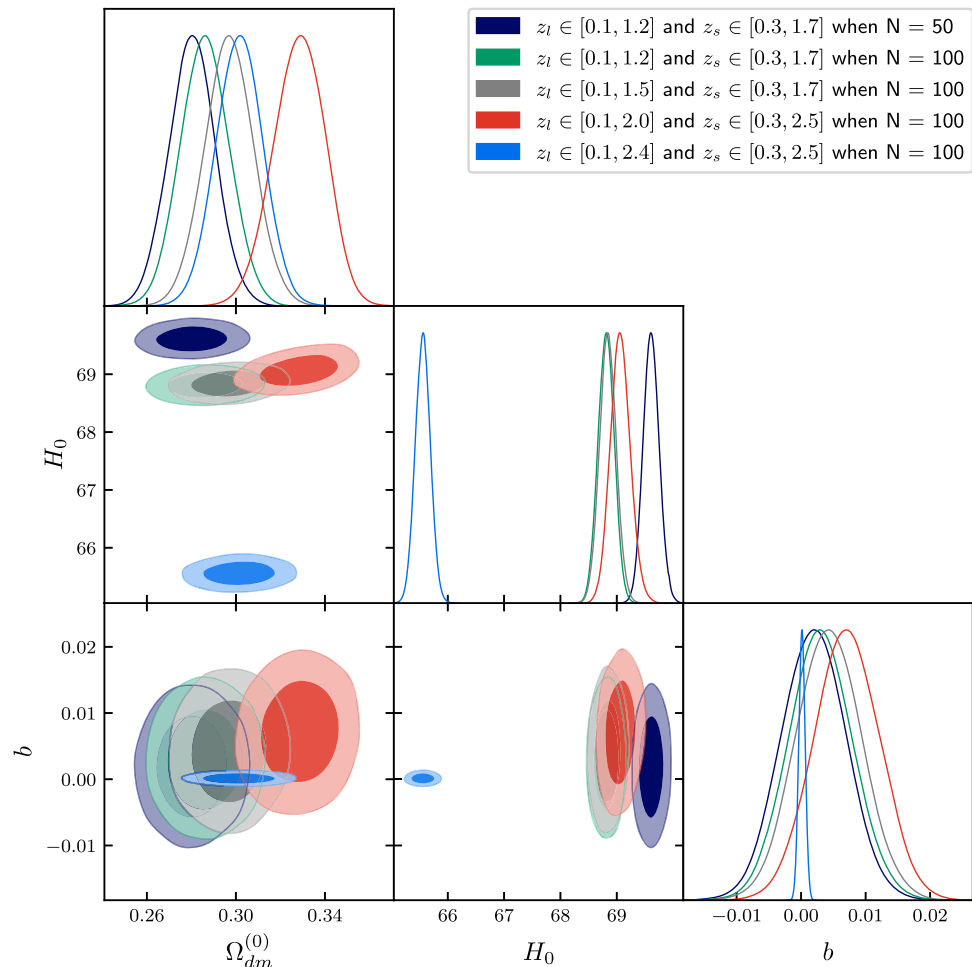 z_l ∈ [0.1, 1.2] and z_s ∈ [0.3, 1.7] when N = 50
z_l ∈ [0.1, 1.2] and z_s ∈ [0.3, 1.7] when N = 100
z_l ∈ [0.1, 1.5] and z_s ∈ [0.3, 1.7] when N = 100
z_l ∈ [0.1, 2.0] and z_s ∈ [0.3, 2.5] when N = 100
z_l ∈ [0.1, 2.4] and z_s ∈ [0.3, 2.5] when N = 100
69
68
67
66
H_0
0.02
0.01
0.00
−0.01
b
0.26 0.30 0.34
66 67 68 69
−0.01 0.00 0.01 0.02
Ω_{dm}^{(0)}
H_0
b